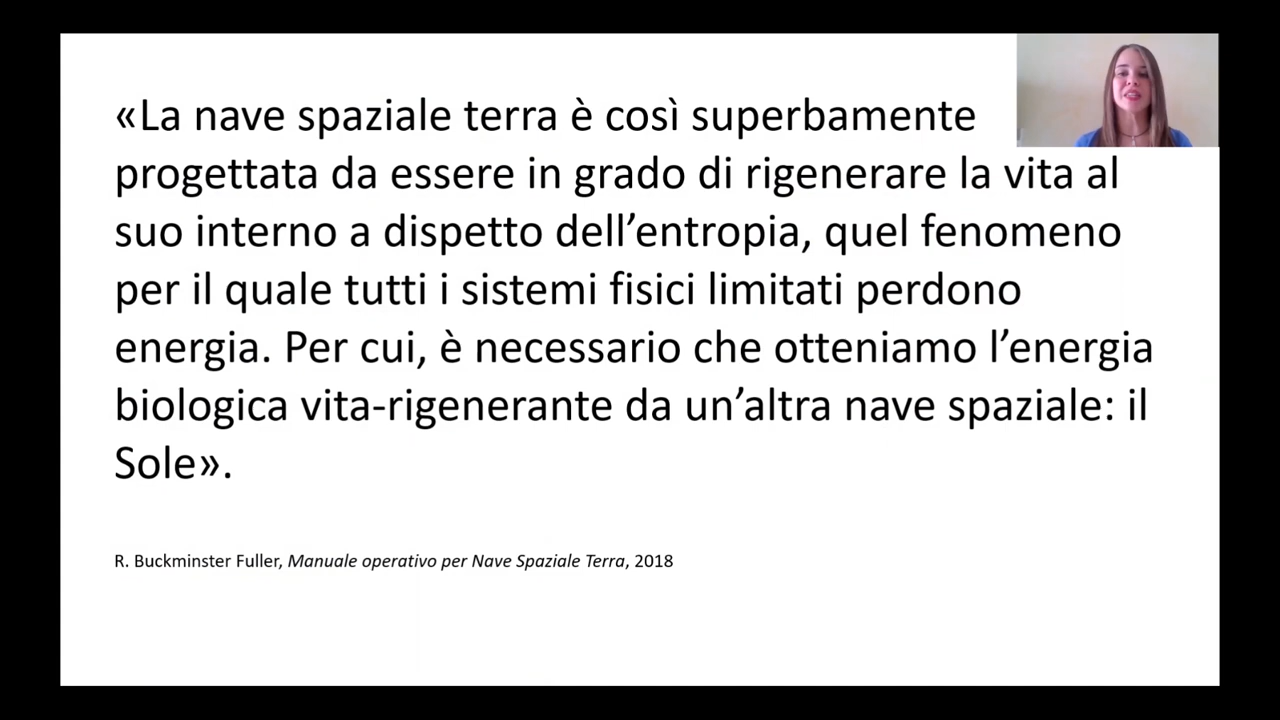 «La nave spaziale terra è così superbamente
progettata da essere in grado di rigenerare la vita al
suo interno a dispetto dell’entropia, quel fenomeno
per il quale tutti i sistemi fisici limitati perdono
energia. Per cui, è necessario che otteniamo l’energia
biologica vita-rigenerante da un’altra nave spaziale: il
Sole».
R. Buckminster Fuller, Manuale operativo per Nave Spaziale Terra, 2018